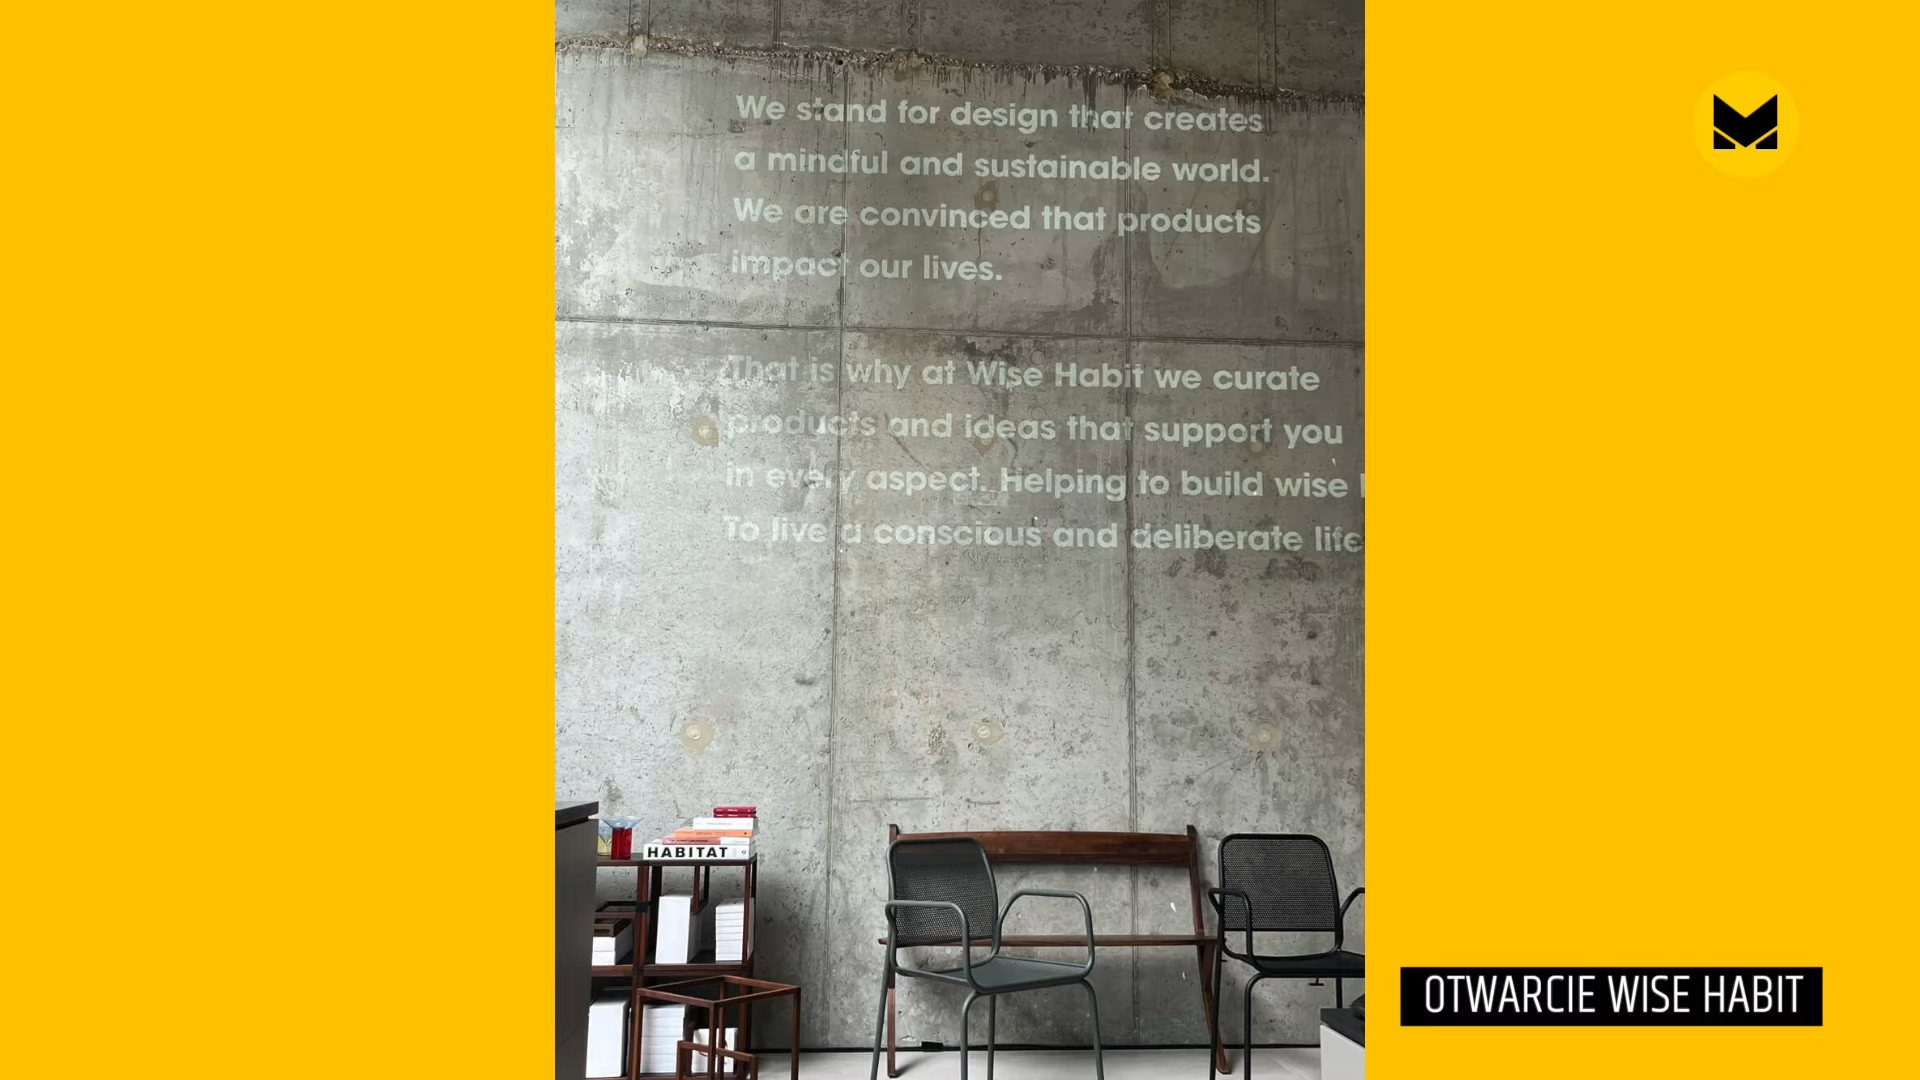 We stand for design that creates
a mindful and sustainable world.
We are convinced that products
impact our lives.
That is why at Wise Habit we curate
products and ideas that support you
in every aspect. Helping to build wise
To live a conscious and deliberate life
HABITAT
OTWARCIE WISE HABIT